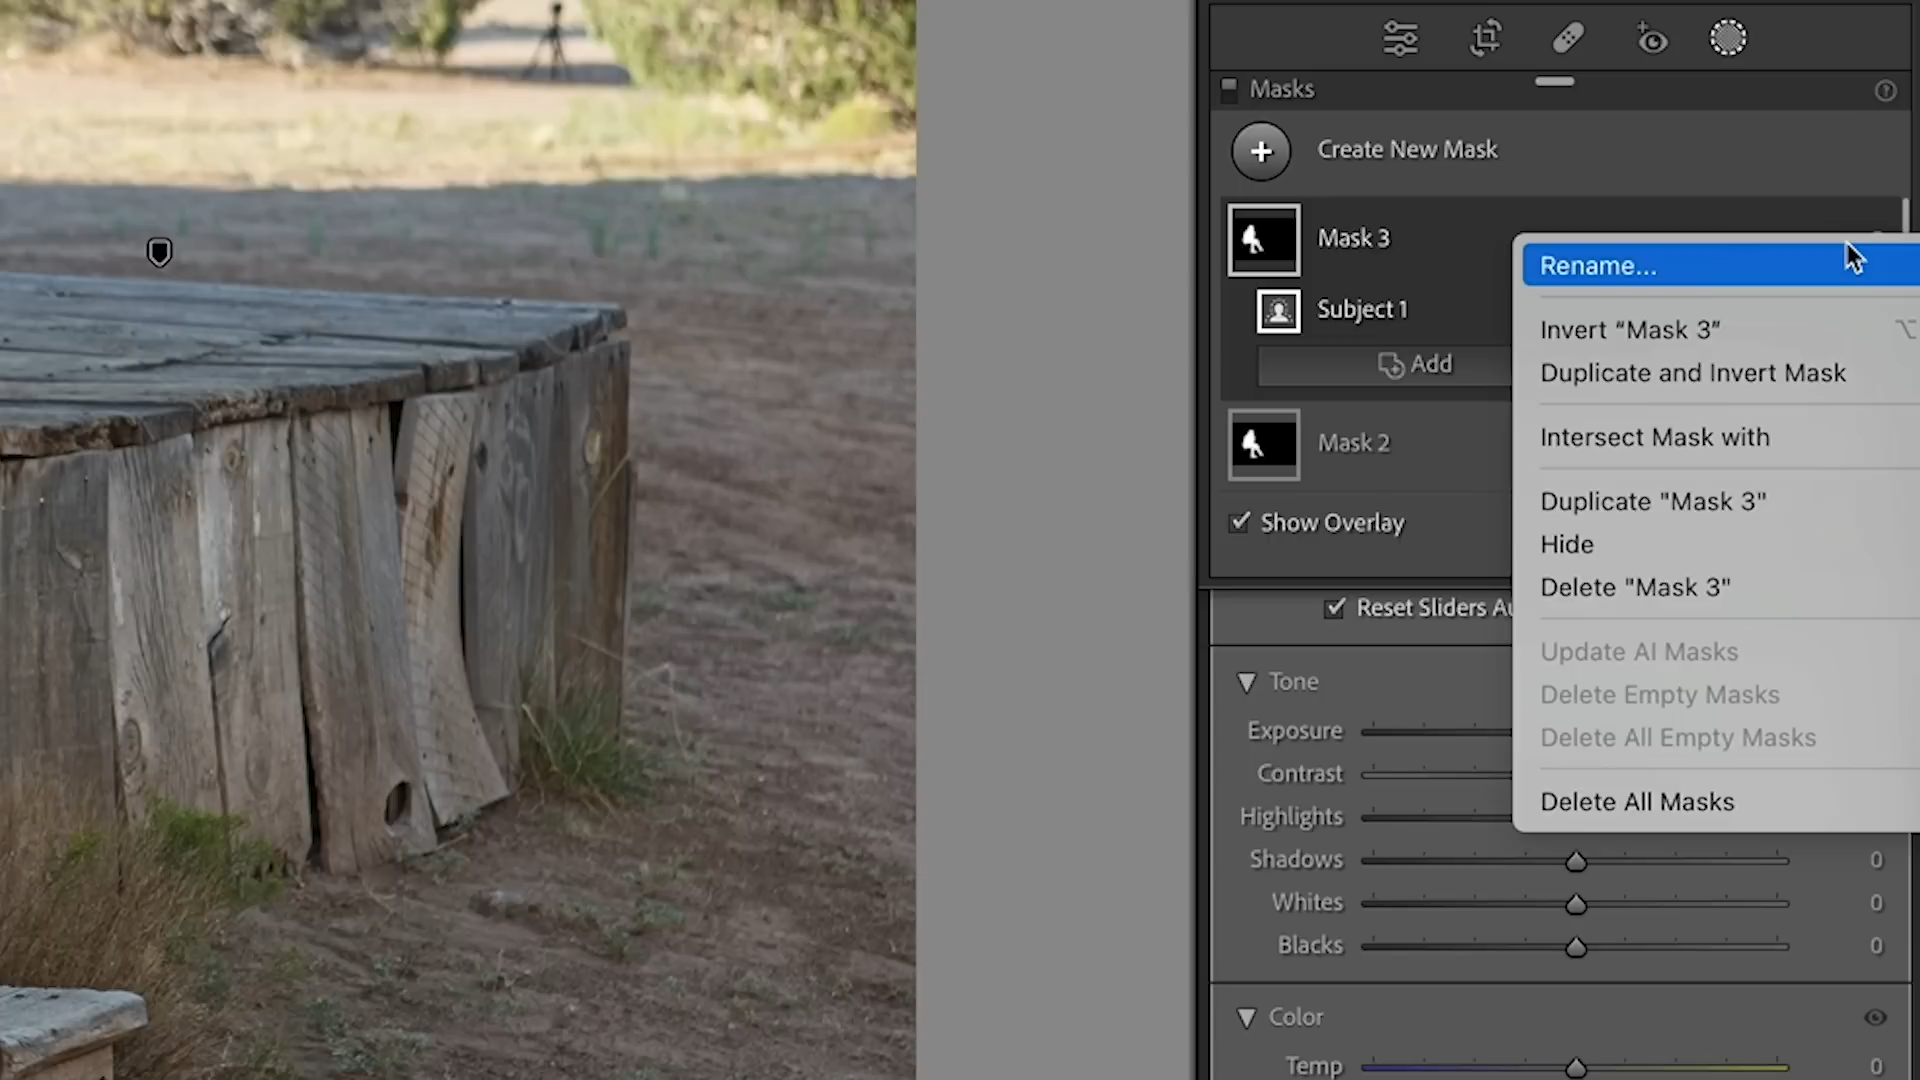 Masks
Create New Mask
Mask 3
Rename...
Subject 1
Invert “Mask 3”
Add
Duplicate and Invert Mask
Mask 2
Intersect Mask with
Duplicate "Mask 3"
Show Overlay
Hide
Delete "Mask 3"
Reset Sliders
Update AI Masks
Tone
Delete Empty Masks
Exposure
Delete All Empty Masks
Contrast
Delete All Masks
Highlights
Shadows 0
Whites 0
Blacks 0
Color
Temp 0